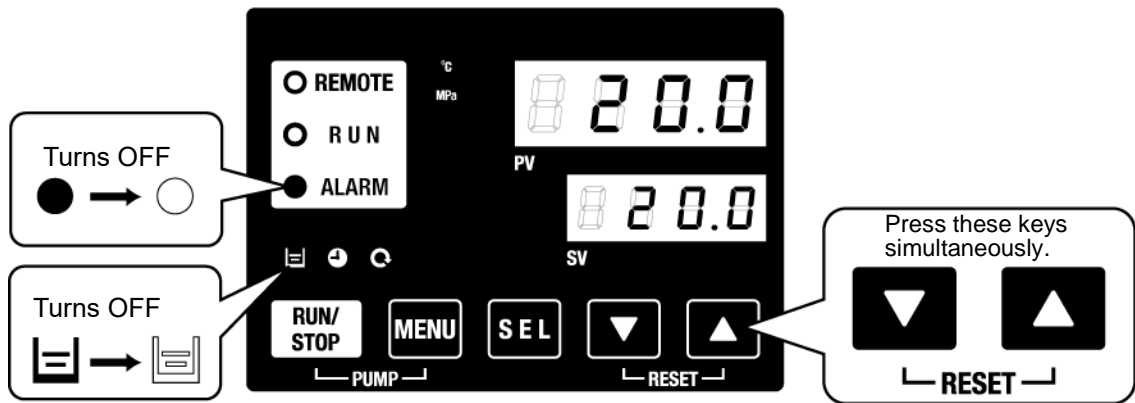 REMOTE
RUN
ALARM
°C
MPa
20.0
PV
20.0
SV
Turns OFF
Turns OFF
RUN/
STOP
MENU
SEL
PUMP
RESET
Press these keys
simultaneously.
RESET